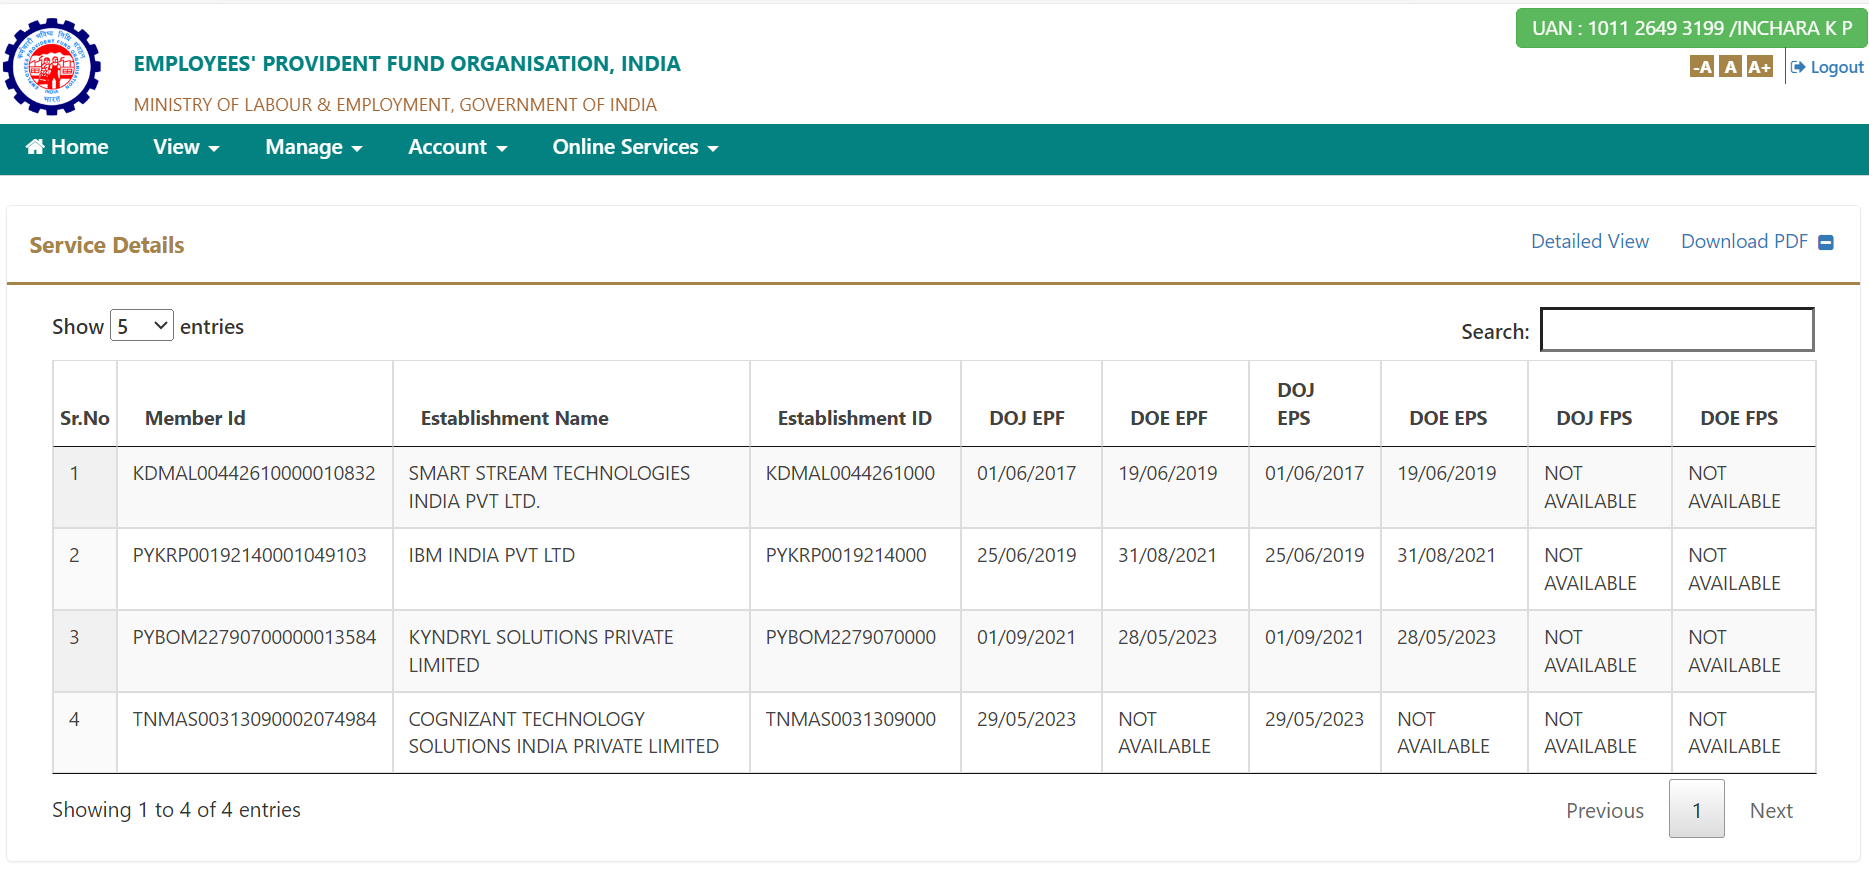 UAN : 1011 2649 3199 /INCHARA K P
EMPLOYEES' PROVIDENT FUND ORGANISATION, INDIA
-A A A+ Logout
MINISTRY OF LABOUR & EMPLOYMENT, GOVERNMENT OF INDIA
Home View Manage Account Online Services
Service Details Detailed View Download PDF
Show 5 entries Search:
Sr.No Member Id Establishment Name Establishment ID DOJ EPF DOE EPF DOJ EPS DOE EPS DOJ FPS DOE FPS
1 KDMAL00442610000010832 SMART STREAM TECHNOLOGIES KDMAL0044261000 01/06/2017 19/06/2019 01/06/2017 19/06/2019 NOT NOT
INDIA PVT LTD. AVAILABLE AVAILABLE
2 PYKRP00192140001049103 IBM INDIA PVT LTD PYKRP0019214000 25/06/2019 31/08/2021 25/06/2019 31/08/2021 NOT NOT
AVAILABLE AVAILABLE
3 PYBOM22790700000013584 KYNDRYL SOLUTIONS PRIVATE PYBOM2279070000 01/09/2021 28/05/2023 01/09/2021 28/05/2023 NOT NOT
LIMITED AVAILABLE AVAILABLE
4 TNMAS00313090002074984 COGNIZANT TECHNOLOGY TNMAS0031309000 29/05/2023 NOT 29/05/2023 NOT NOT NOT
SOLUTIONS INDIA PRIVATE LIMITED AVAILABLE AVAILABLE AVAILABLE AVAILABLE
Showing 1 to 4 of 4 entries Previous 1 Next